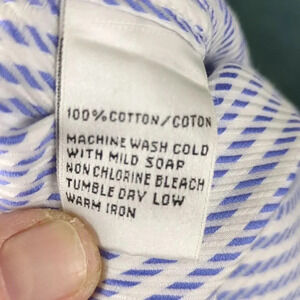 100% COTTON/COTON
MACHINE WASH COLD
WITH MILD SOAP
NON CHLORINE BLEACH
TUMBLE DRY LOW
WARM IRON